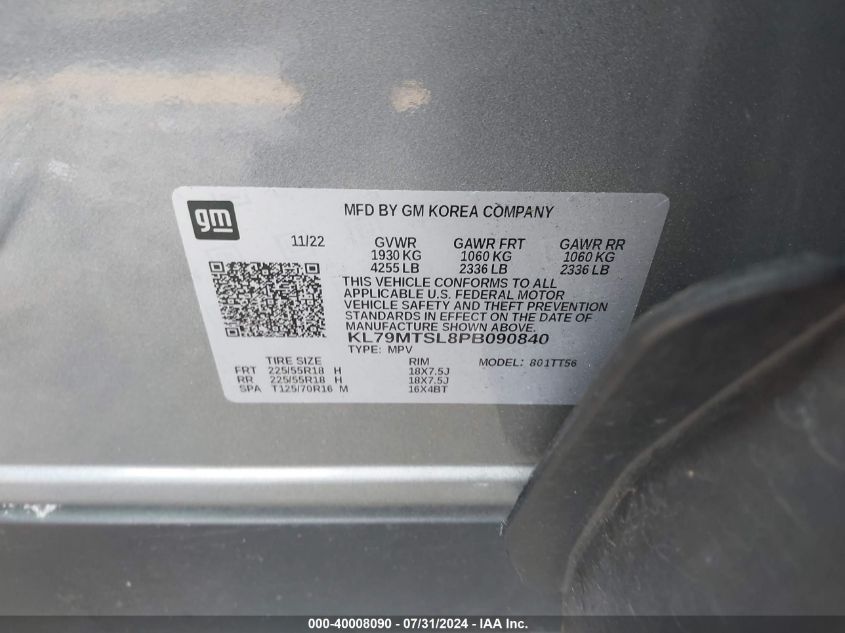 gm
MFD BY GM KOREA COMPANY
11/22 GVWR GAWR FRT GAWR RR
1930 KG 1060 KG 1060 KG
4255 LB 2336 LB 2336 LB
THIS VEHICLE CONFORMS TO ALL
APPLICABLE U.S. FEDERAL MOTOR
VEHICLE SAFETY AND THEFT PREVENTION
STANDARDS IN EFFECT ON THE DATE OF
MANUFACTURE SHOWN ABOVE.
KL79MTSL8PB090840
TYPE: MPV MODEL: 801TT56
TIRE SIZE RIM
FRT 225/55R18 H 18X7.5J
RR 225/55R18 H 18X7.5J
SPA T125/70R16 M 16X4BT
000-40008090 - 07/31/2024 - IAA Inc.